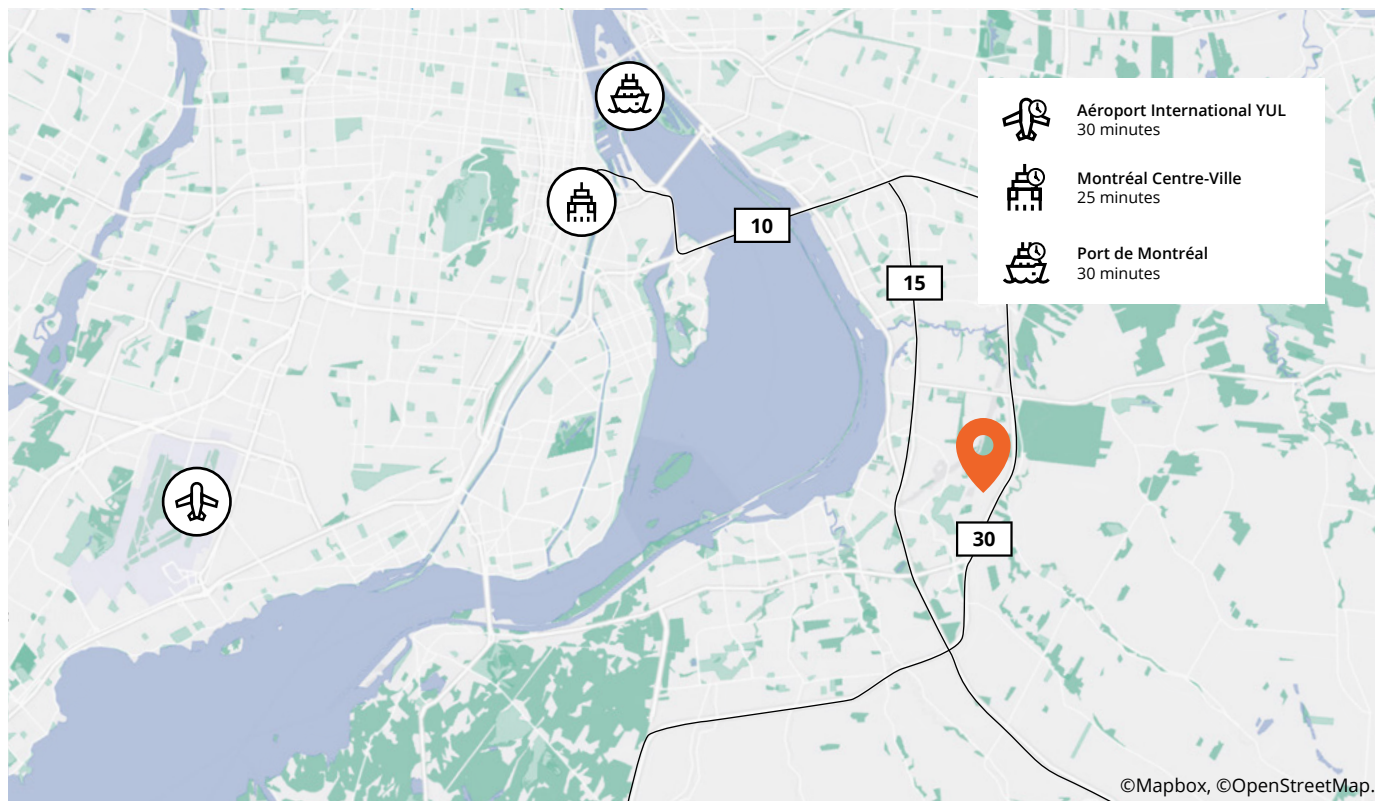 Aéroport International YUL
30 minutes
Montréal Centre-Ville
25 minutes
Port de Montréal
30 minutes
10
15
30
©Mapbox, ©OpenStreetMap.